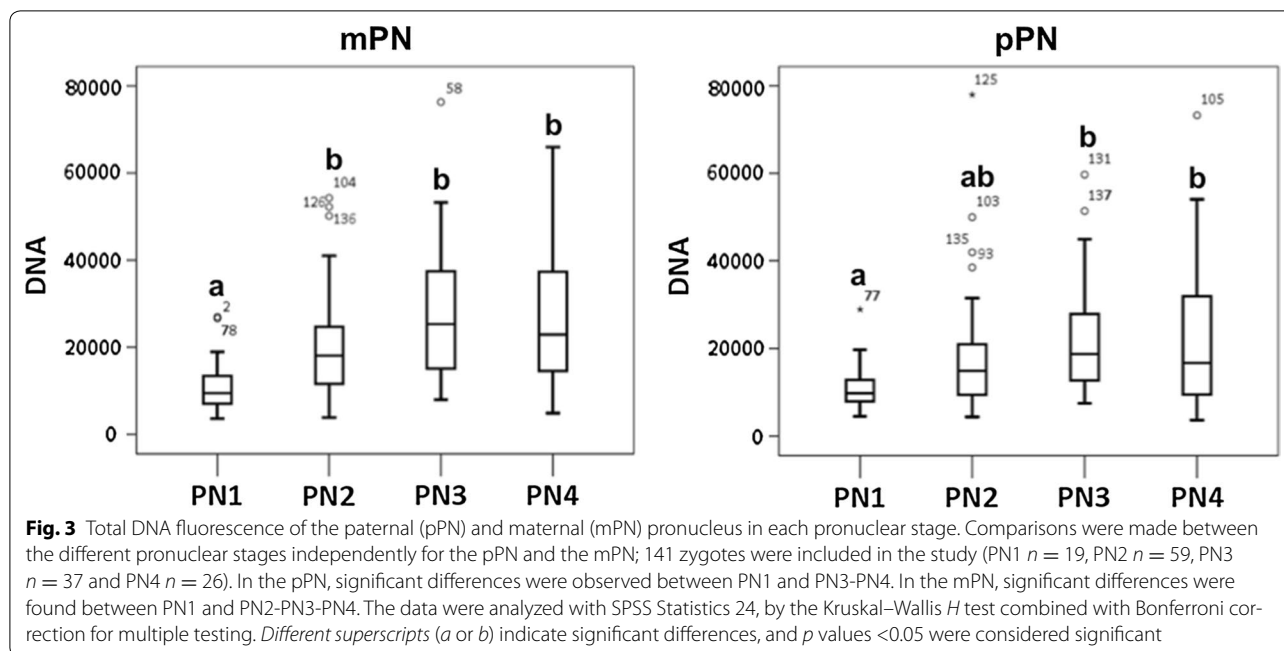 mPN
pPN
80000
60000
40000
20000
0
DNA
a
2
78
b
104
126
136
b
58
b
PN1 PN2 PN3 PN4
80000
60000
40000
20000
0
DNA
a
77
125
ab
103
135
93
b
131
137
105
b
PN1 PN2 PN3 PN4
Fig. 3 Total DNA fluorescence of the paternal (pPN) and maternal (mPN) pronucleus in each pronuclear stage. Comparisons were made between
the different pronuclear stages independently for the pPN and the mPN; 141 zygotes were included in the study (PN1 n = 19, PN2 n = 59, PN3
n = 37 and PN4 n = 26). In the pPN, significant differences were observed between PN1 and PN3-PN4. In the mPN, significant differences were
found between PN1 and PN2-PN3-PN4. The data were analyzed with SPSS Statistics 24, by the Kruskal–Wallis H test combined with Bonferroni cor-
rection for multiple testing. Different superscripts (a or b) indicate significant differences, and p values <0.05 were considered significant